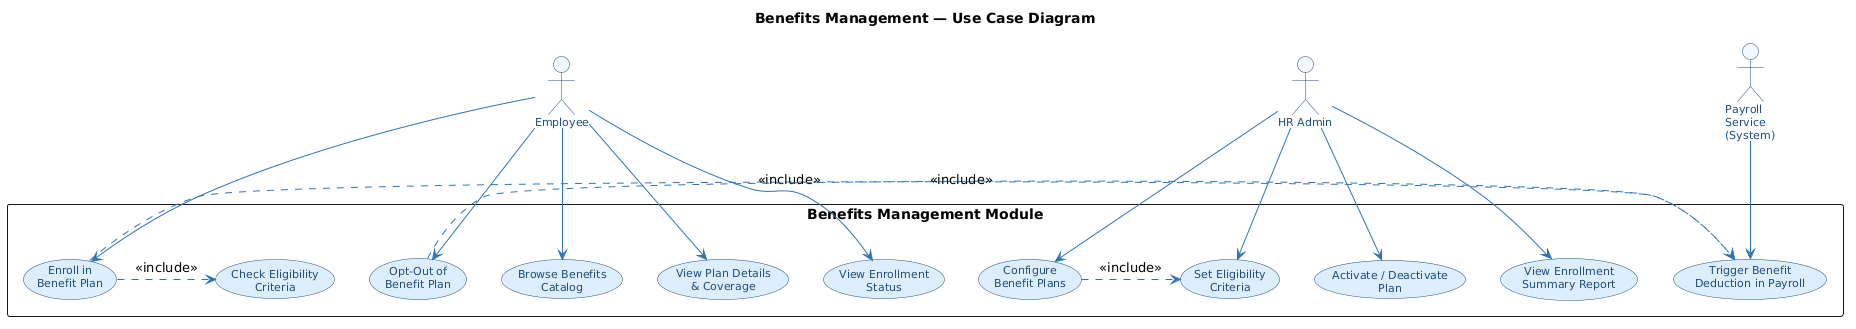 Benefits Management — Use Case Diagram
Employee
HR Admin
Payroll
Service
(System)
«include»
«include»
Benefits Management Module
Enroll in
Benefit Plan
«include»
Check Eligibility
Criteria
Opt-Out of
Benefit Plan
Browse Benefits
Catalog
View Plan Details
& Coverage
View Enrollment
Status
Configure
Benefit Plans
«include»
Set Eligibility
Criteria
Activate / Deactivate
Plan
View Enrollment
Summary Report
Trigger Benefit
Deduction in Payroll